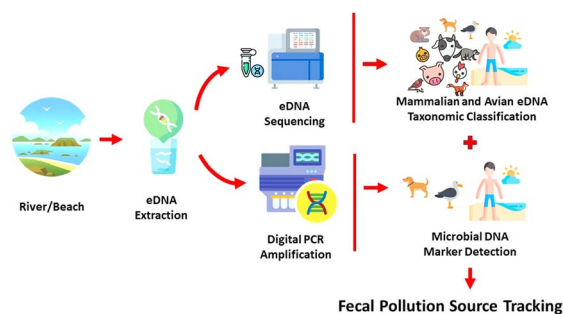 River/Beach
eDNA
Extraction
eDNA
Sequencing
Digital PCR
Amplification
Mammalian and Avian eDNA
Taxonomic Classification
Microbial DNA
Marker Detection
Fecal Pollution Source Tracking